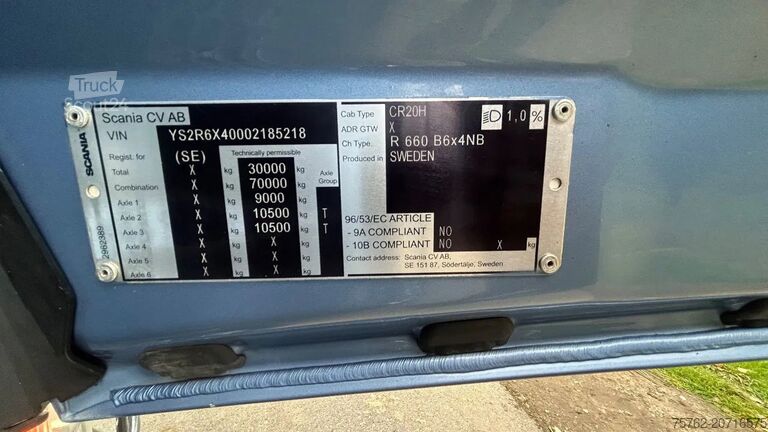 Truck
Scout24
Scania CV AB
VIN YS2R6X40002185218
Regist. for (SE) Technically permissible
Total X kg 30000 kg Axle Group
Combination X kg 70000 kg
Axle 1 X kg 9000 kg
Axle 2 X kg 10500 kg T
Axle 3 X kg 10500 kg T
Axle 4 X kg X kg
Axle 5 X kg X kg
Axle 6 X kg X kg
Cab Type CR20H 1,0%
ADR GTW X
Ch Type: R 660 B6x4NB
Produced in SWEDEN
96/53/EC ARTICLE
- 9A COMPLIANT NO
- 10B COMPLIANT NO X kg
Contact address: Scania CV AB,
SE 151 87, Södertälje, Sweden
SCANIA
2962389
75762-20716575